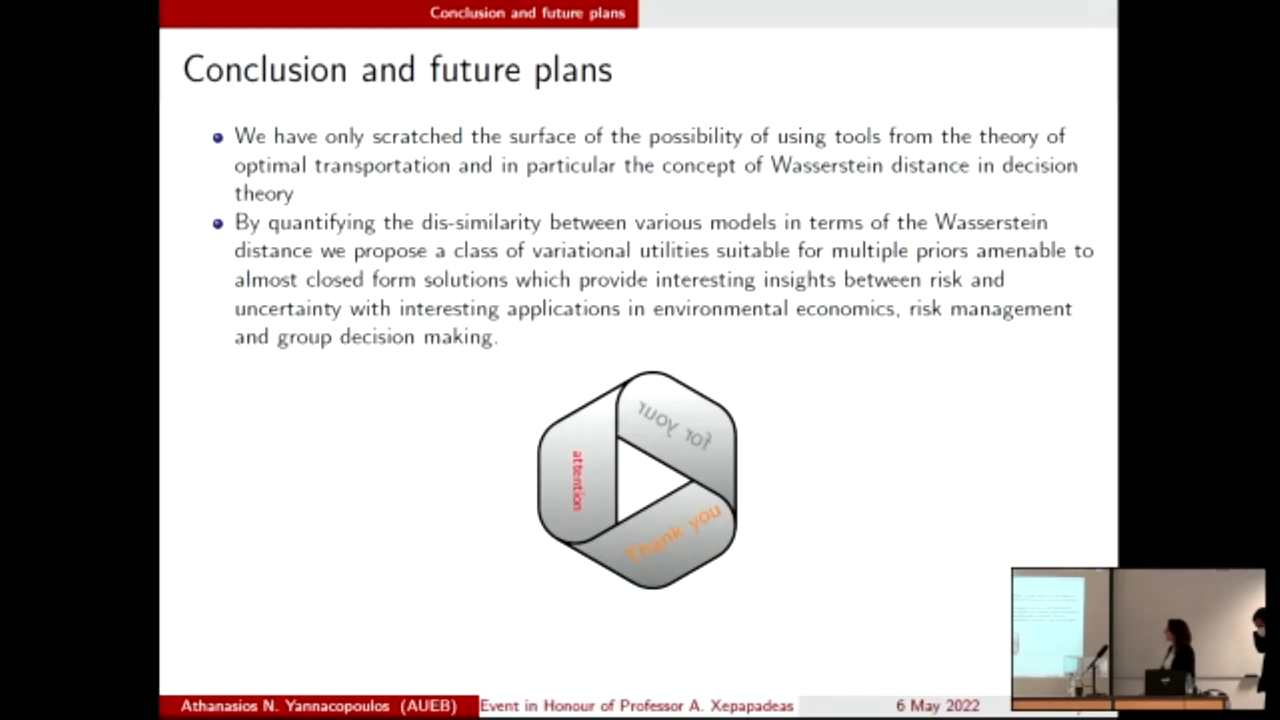 Conclusion and future plans
Conclusion and future plans
We have only scratched the surface of the possibility of using tools from the theory of
optimal transportation and in particular the concept of Wasserstein distance in decision
theory
By quantifying the dis-similarity between various models in terms of the Wasserstein
distance we propose a class of variational utilities suitable for multiple priors amenable to
almost closed form solutions which provide interesting insights between risk and
uncertainty with interesting applications in environmental economics, risk management
and group decision making.
Thank you
for your
attention
Athanasios N. Yannacopoulos (AUEB)
Event in Honour of Professor A. Xepapadeas
6 May 2022